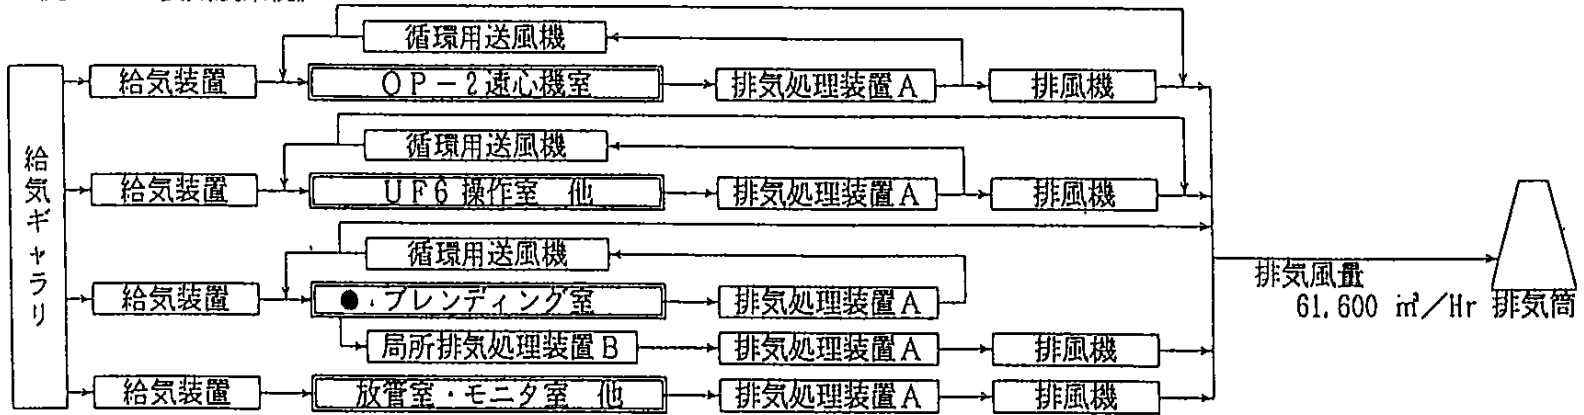 循環用送風機
給気装置
OP-2遠心機室
排気処理装置A
排風機
循環用送風機
給気装置
UF6操作室 他
排気処理装置A
排風機
給気ギャラリ
循環用送風機
給気装置
ブレンディング室
排気処理装置A
排気風量
61,600 ㎥/Hr
排気筒
局所排気処理装置B
排気処理装置A
排風機
給気装置
放管室・モニタ室 他
排気処理装置A
排風機